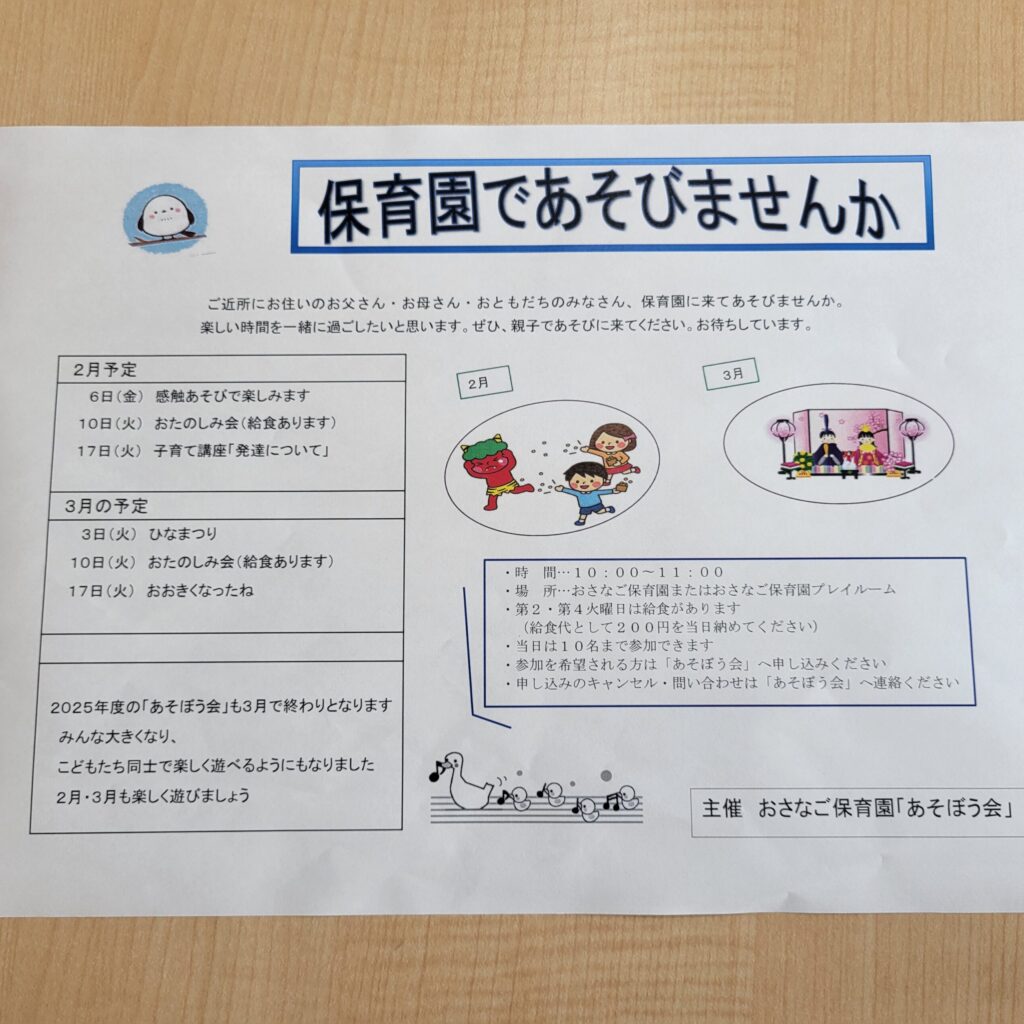 保育園であそびませんか
ご近所にお住いのお父さん・お母さん・おともだちのみなさん、保育園に来てあそびませんか。
楽しい時間を一緒に過ごしたいと思います。ぜひ、親子であそびに来てください。お待ちしています。
2月予定
6日(金) 感触あそびで楽しみます
10日(火) おたのしみ会(給食あります)
17日(火) 子育て講座「発達について」
3月の予定
3日(火) ひなまつり
10日(火) おたのしみ会(給食あります)
17日(火) おおきくなったね
2025年度の「あそぼう会」も3月で終わりとなります
みんな大きくなり、
こどもたち同士で楽しく遊べるようにもなりました
2月・3月も楽しく遊びましょう
2月
3月
・時 間…10:00~11:00
・場 所…おさなご保育園またはおさなご保育園プレイルーム
・第2・第4火曜日は給食があります
(給食代として200円を当日納めてください)
・当日は10名まで参加できます
・参加を希望される方は「あそぼう会」へ申し込みください
・申し込みのキャンセル・問い合わせは「あそぼう会」へ連絡ください
主催 おさなご保育園「あそぼう会」